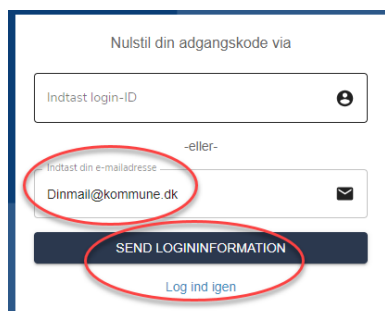 Nulstil din adgangskode via
Indtast login-ID
-eller-
Indtast din e-mailadresse
Dinmail@kommune.dk
SEND LOGININFORMATION
Log ind igen